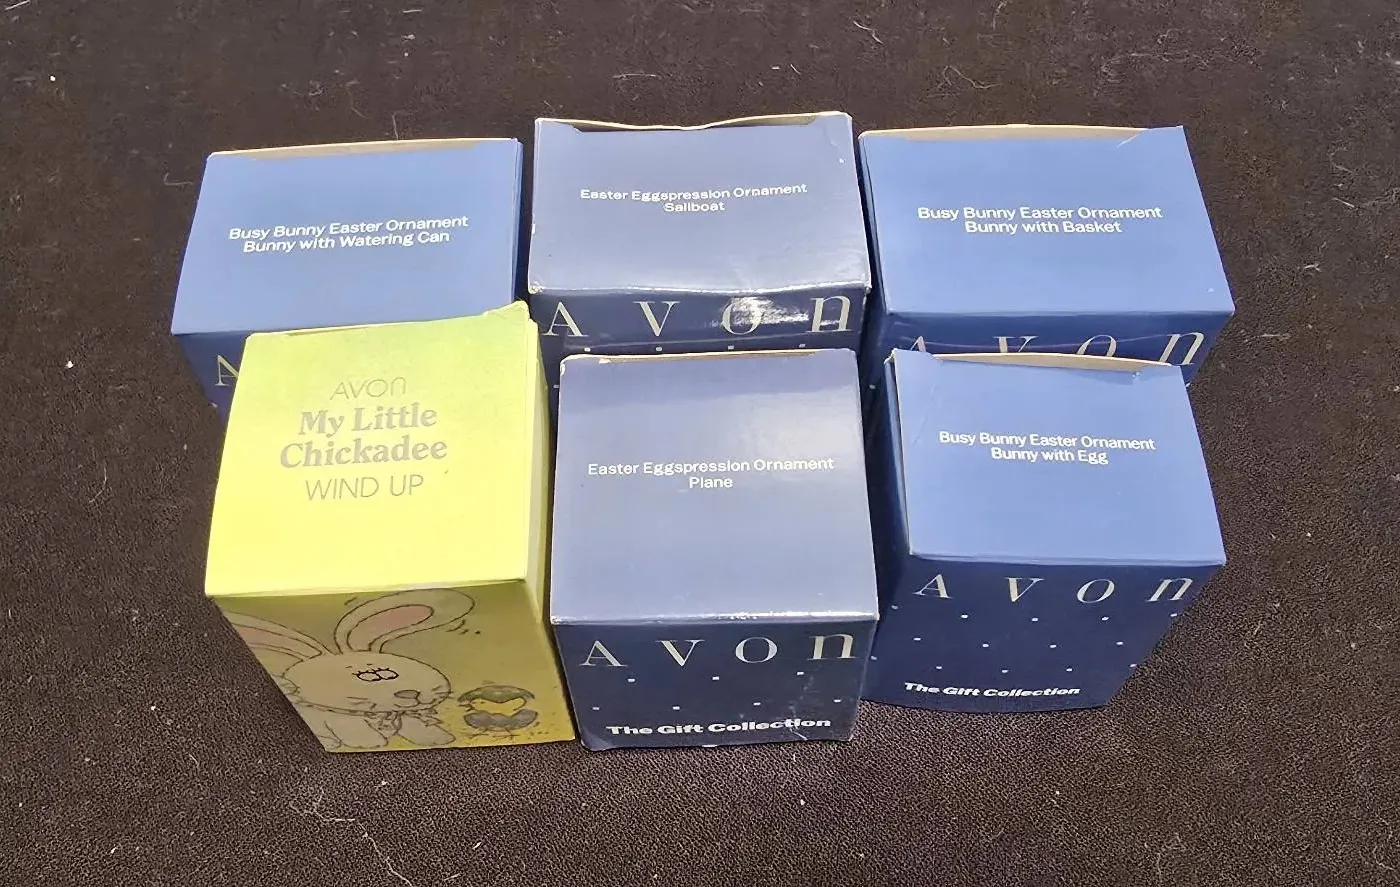 Busy Bunny Easter Ornament
Bunny with Watering Can
A
Easter Eggspression Ornament
Sailboat
Avon
Busy Bunny Easter Ornament
Bunny with Basket
Avon
AVON
My Little
Chickadee
WIND UP
Easter Eggspression Ornament
Plane
Avon
The Gift Collection
Busy Bunny Easter Ornament
Bunny with Egg
Avon
The Gift Collection